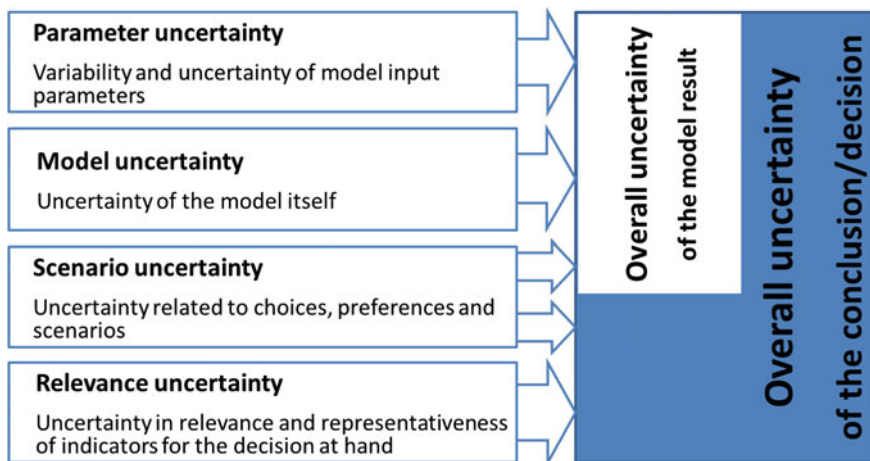 Parameter uncertainty
Variability and uncertainty of model input
parameters
Model uncertainty
Uncertainty of the model itself
Scenario uncertainty
Uncertainty related to choices, preferences and
scenarios
Relevance uncertainty
Uncertainty in relevance and representativeness
of indicators for the decision at hand
Overall uncertainty
of the model result
Overall uncertainty
of the conclusion/decision